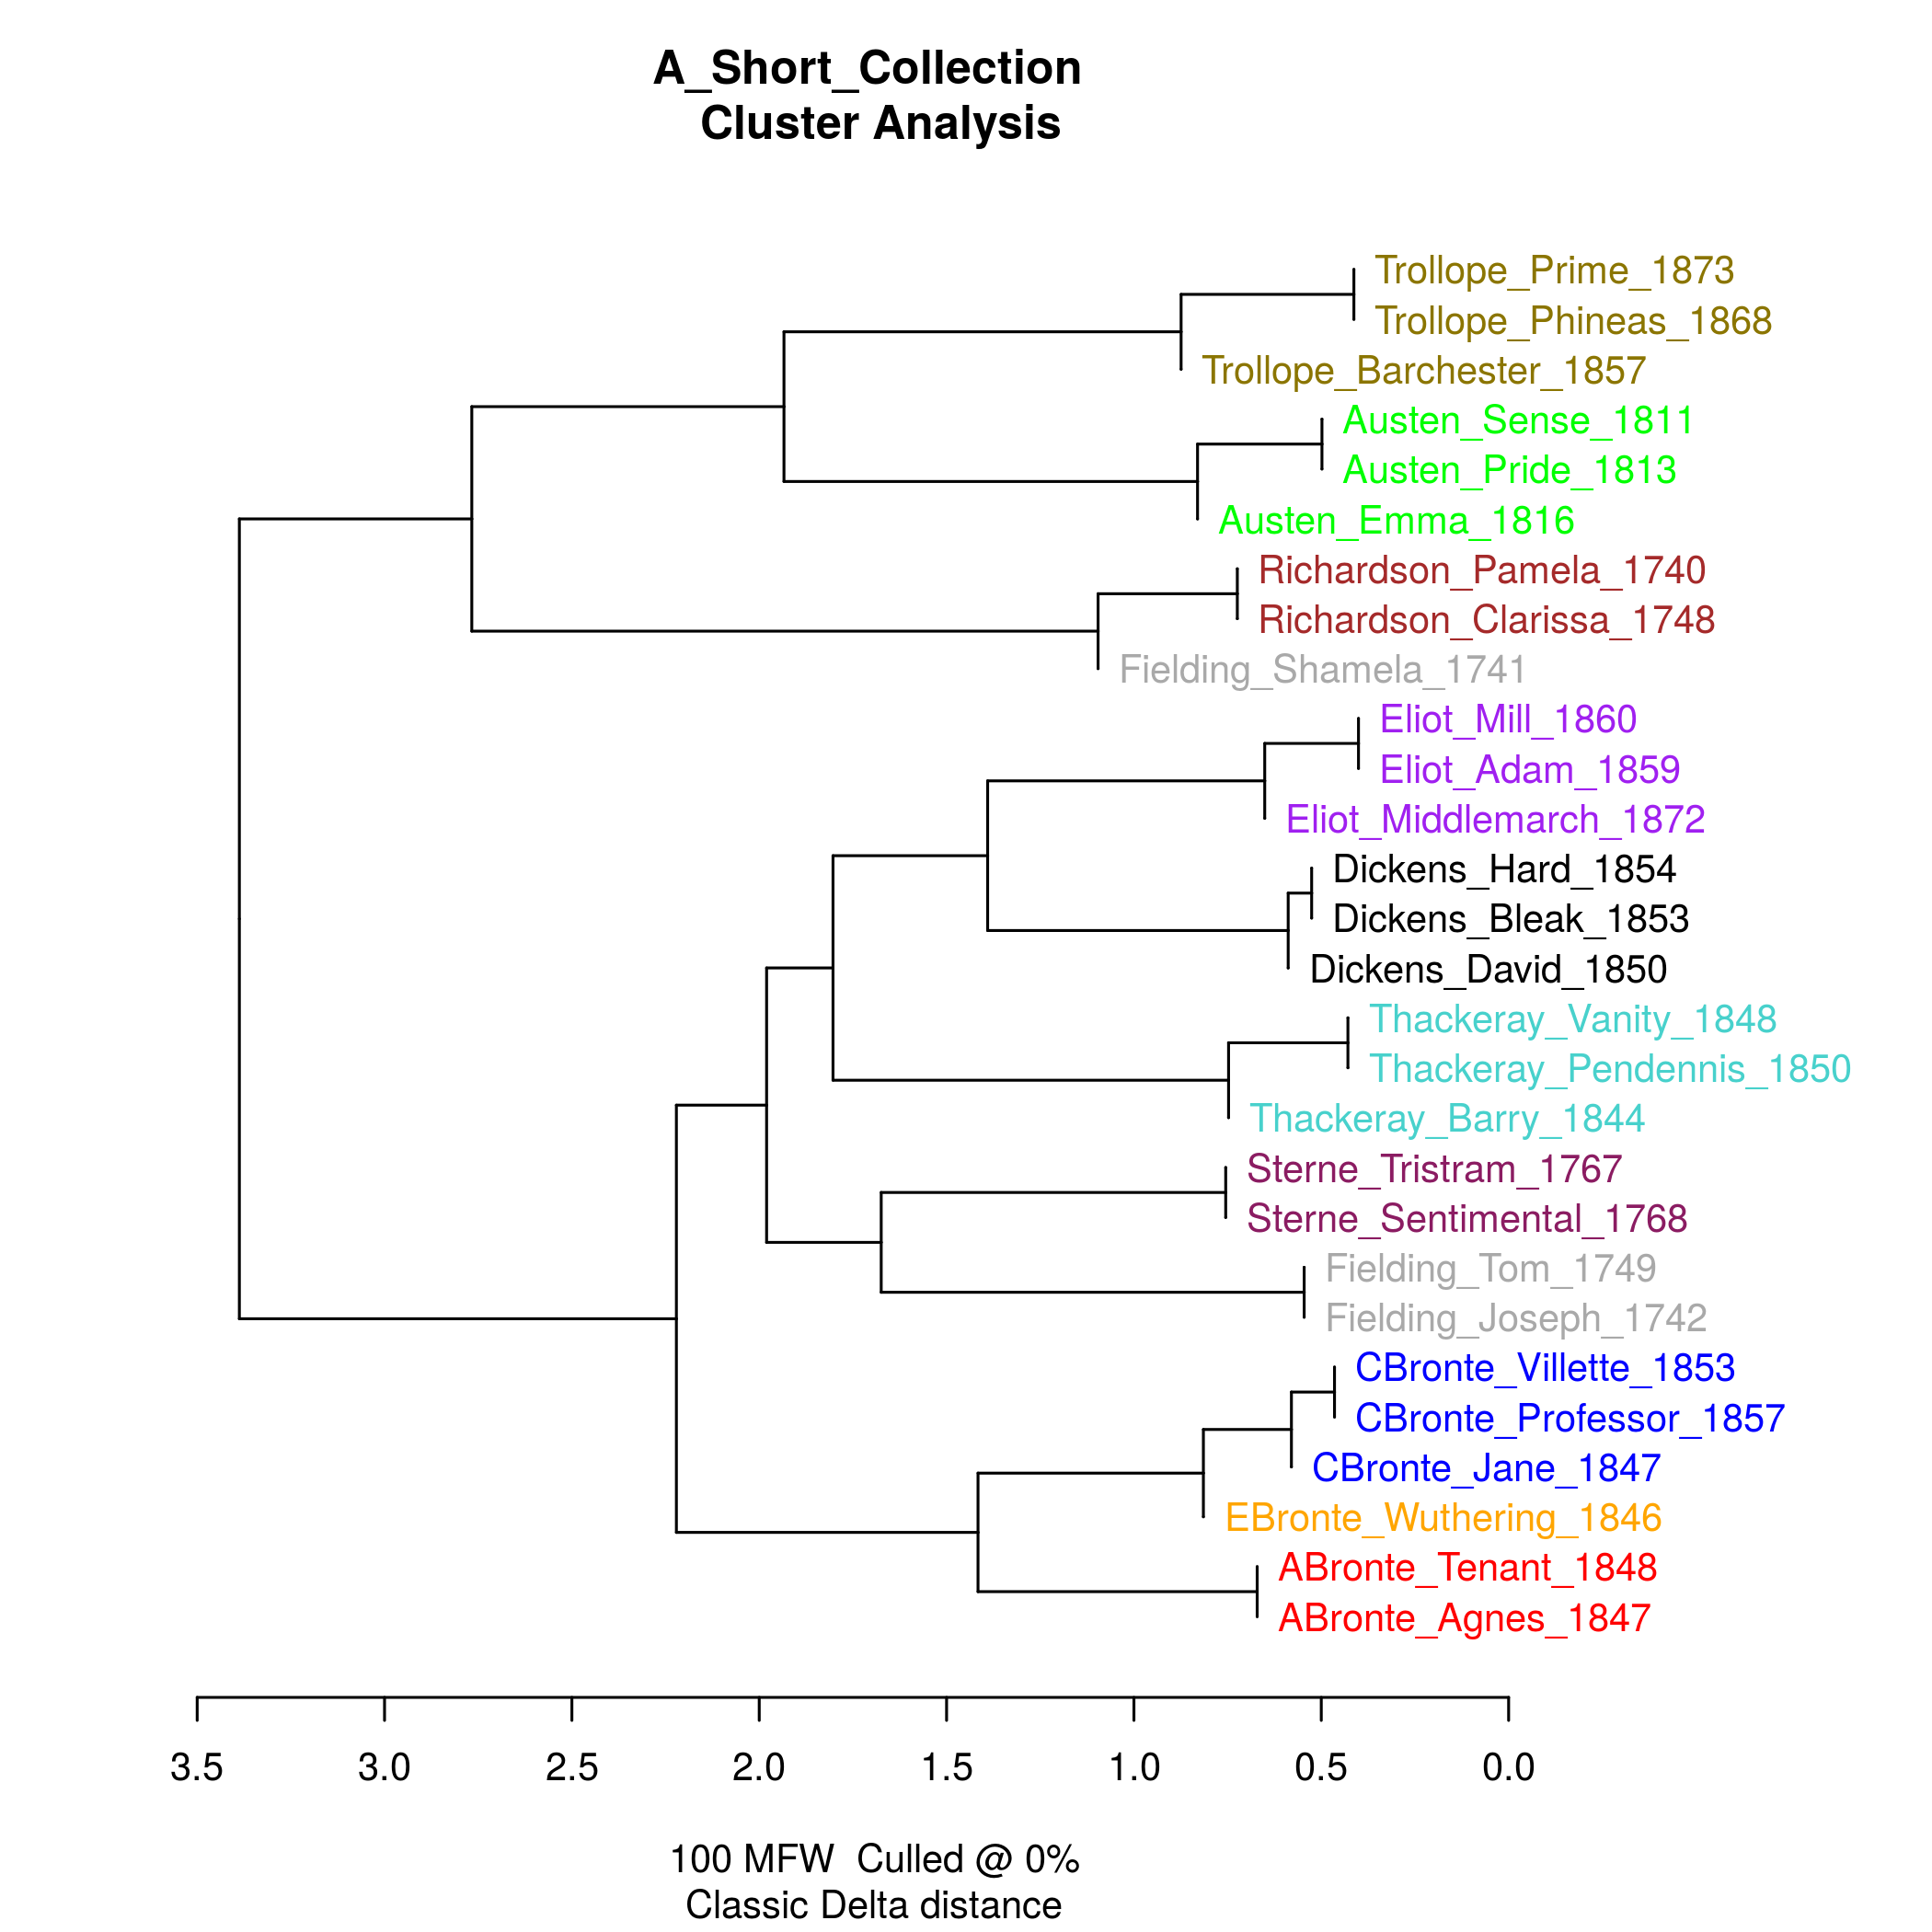 A_Short_Collection
Cluster Analysis
Trollope_Prime_1873
Trollope_Phineas_1868
Trollope_Barchester_1857
Austen_Sense_1811
Austen_Pride_1813
Austen_Emma_1816
Richardson_Pamela_1740
Richardson_Clarissa_1748
Fielding_Shamela_1741
Eliot_Mill_1860
Eliot_Adam_1859
Eliot_Middlemarch_1872
Dickens_Hard_1854
Dickens_Bleak_1853
Dickens_David_1850
Thackeray_Vanity_1848
Thackeray_Pendennis_1850
Thackeray_Barry_1844
Sterne_Tristram_1767
Sterne_Sentimental_1768
Fielding_Tom_1749
Fielding_Joseph_1742
CBronte_Villette_1853
CBronte_Professor_1857
CBronte_Jane_1847
EBronte_Wuthering_1846
ABronte_Tenant_1848
ABronte_Agnes_1847
3.5 3.0 2.5 2.0 1.5 1.0 0.5 0.0
100 MFW  Culled @ 0%
Classic Delta distance